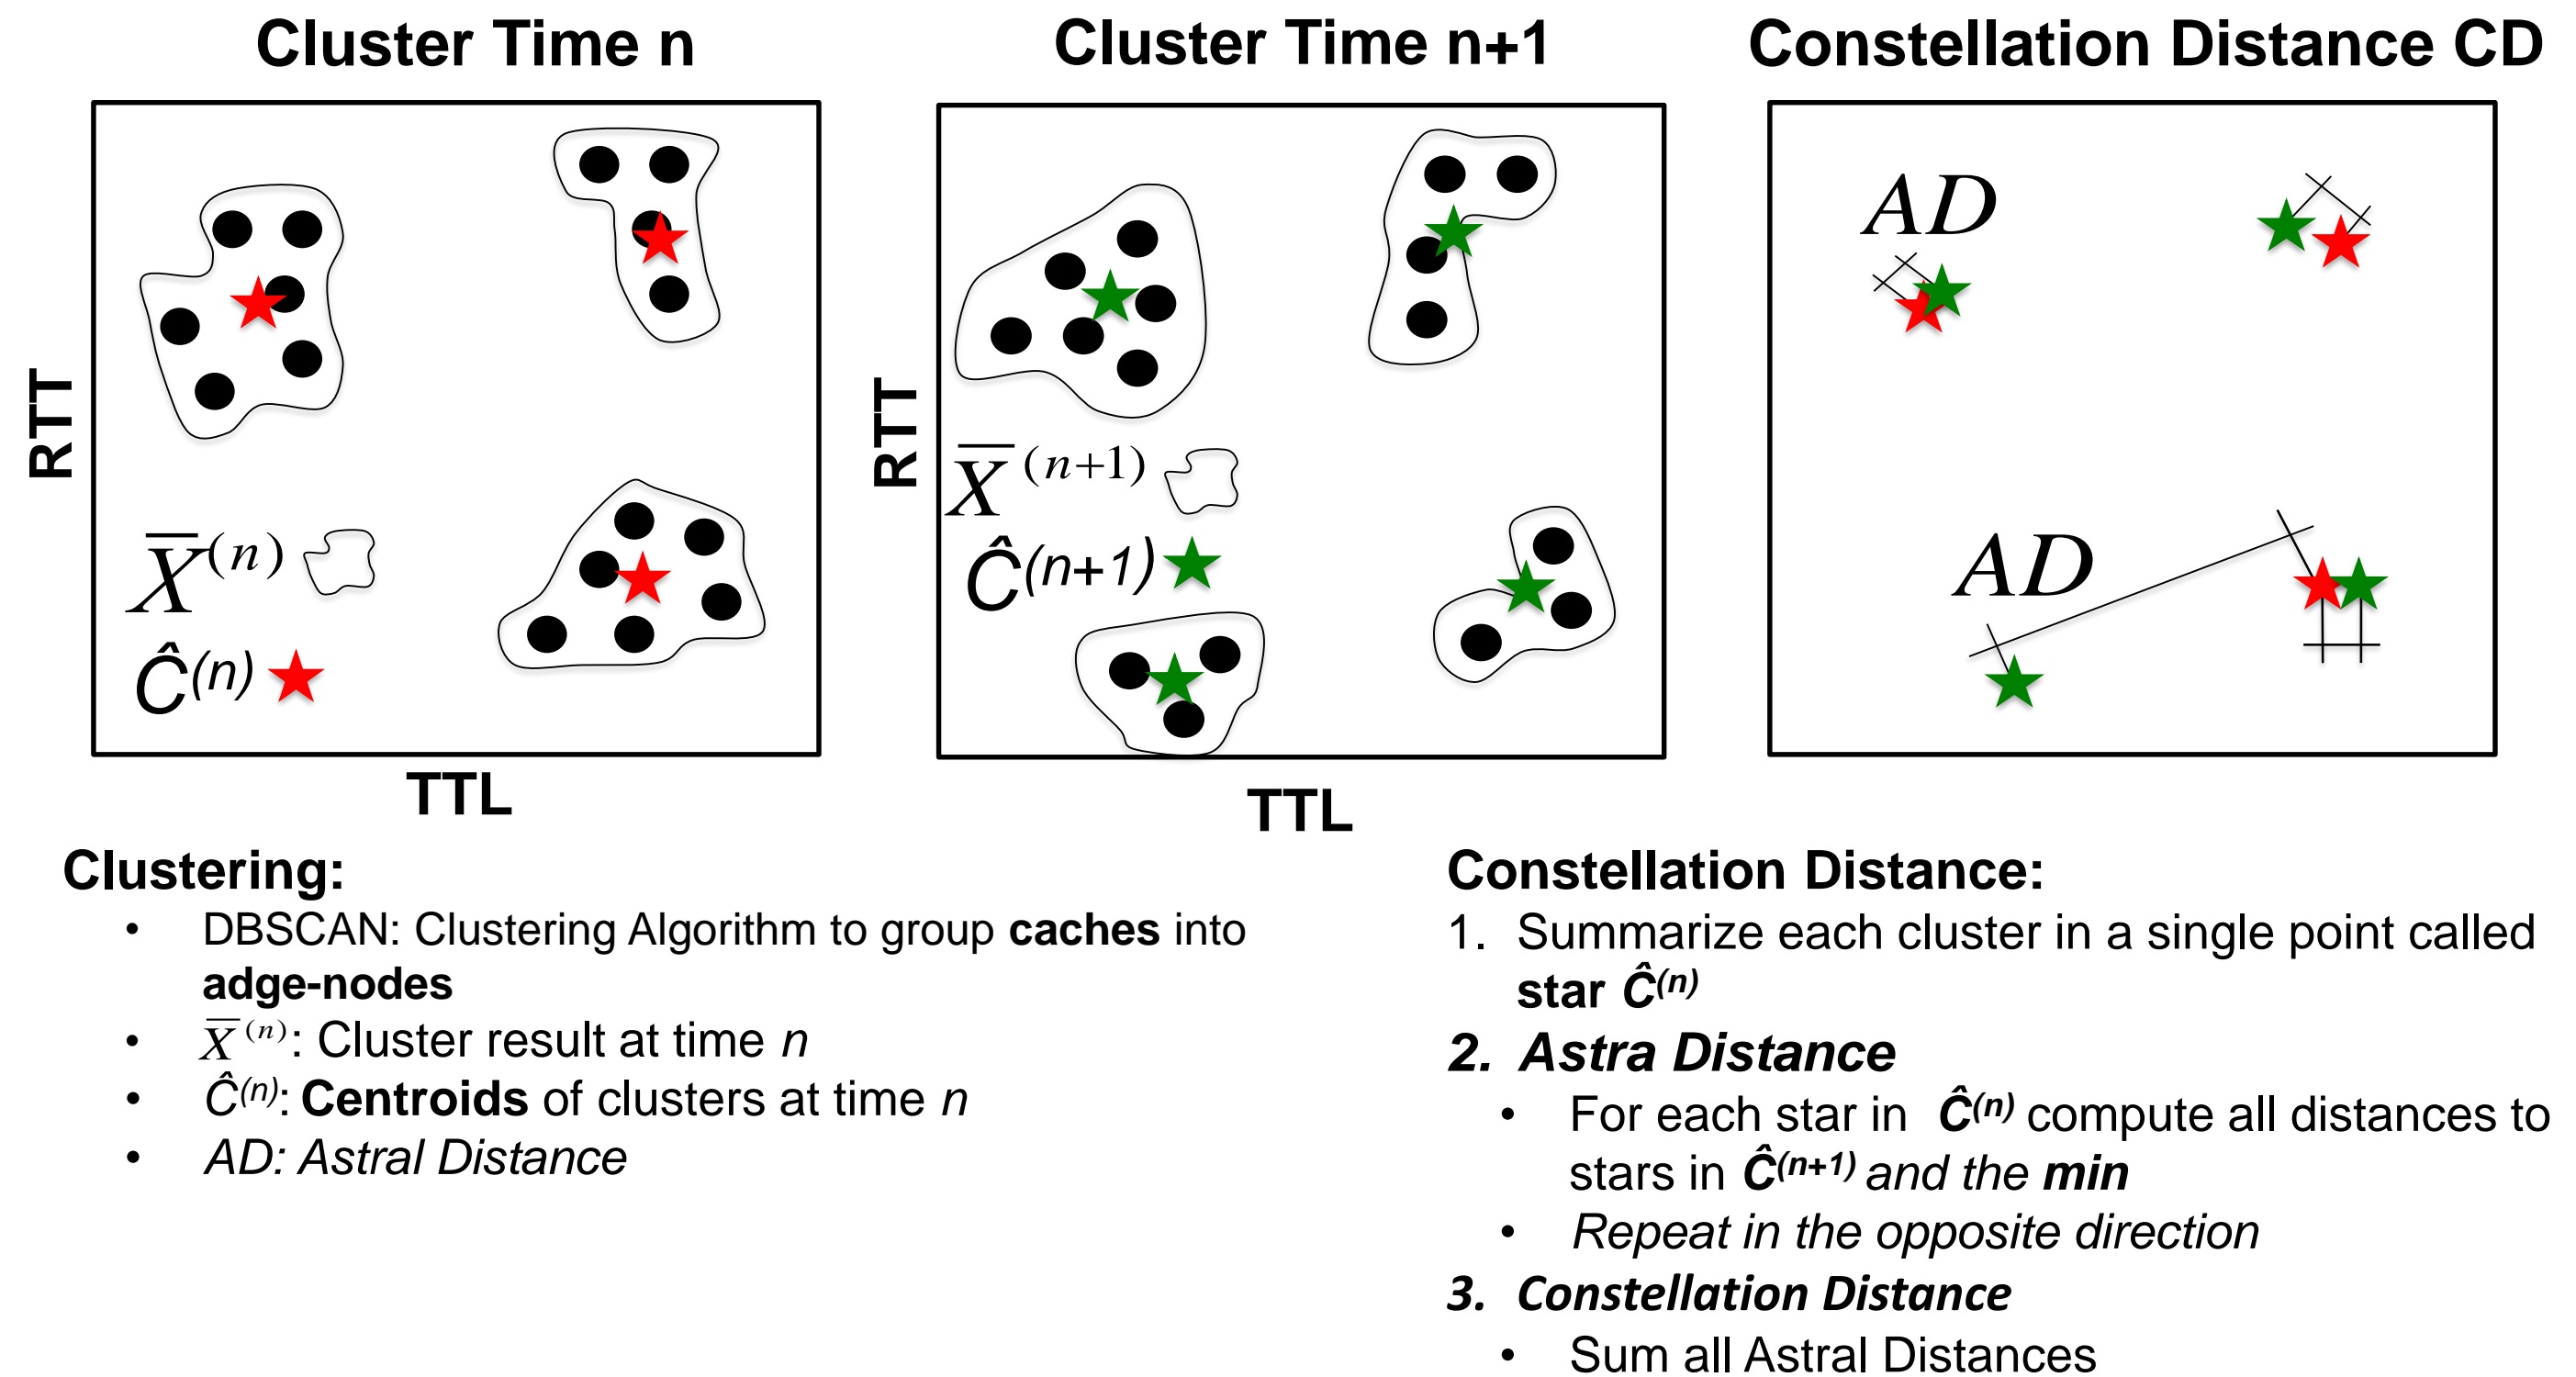 Cluster Time n
Cluster Time n+1
Constellation Distance CD
RTT
X̅⁽ⁿ⁾
Ĉ⁽ⁿ⁾
TTL
RTT
X̅⁽ⁿ⁺¹⁾
Ĉ⁽ⁿ⁺¹⁾
TTL
AD
AD
Clustering:
• DBSCAN: Clustering Algorithm to group caches into
adge-nodes
• X̅⁽ⁿ⁾: Cluster result at time n
• Ĉ⁽ⁿ⁾: Centroids of clusters at time n
• AD: Astral Distance
Constellation Distance:
1. Summarize each cluster in a single point called
star Ĉ⁽ⁿ⁾
2. Astra Distance
• For each star in Ĉ⁽ⁿ⁾ compute all distances to
stars in Ĉ⁽ⁿ⁺¹⁾ and the min
• Repeat in the opposite direction
3. Constellation Distance
• Sum all Astral Distances